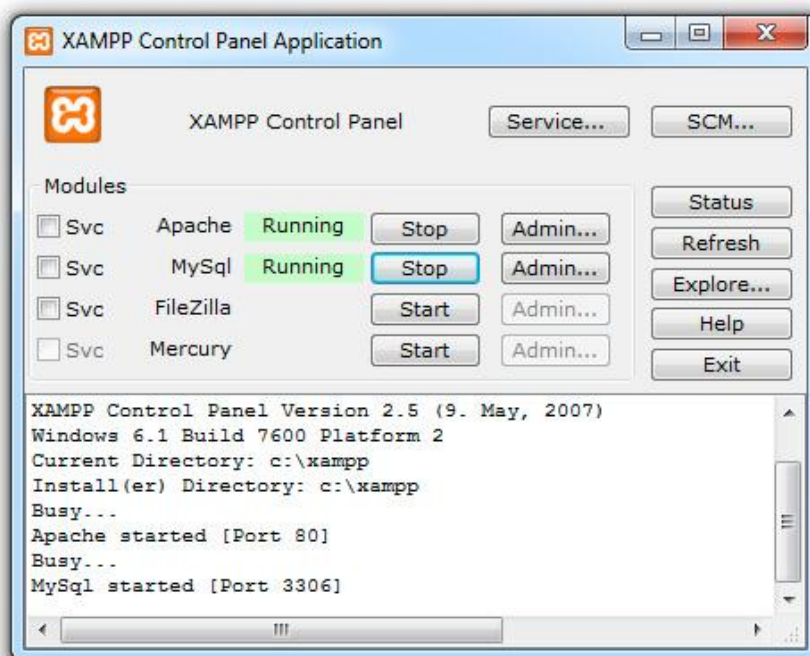 XAMPP Control Panel Application
XAMPP Control Panel Service... SCM...
Modules
Svc Apache Running Stop Admin...
Svc MySql Running Stop Admin...
Svc FileZilla Start Admin...
Svc Mercury Start Admin...
Status
Refresh
Explore...
Help
Exit
XAMPP Control Panel Version 2.5 (9. May, 2007)
Windows 6.1 Build 7600 Platform 2
Current Directory: c:\xampp
Install(er) Directory: c:\xampp
Busy...
Apache started [Port 80]
Busy...
MySql started [Port 3306]